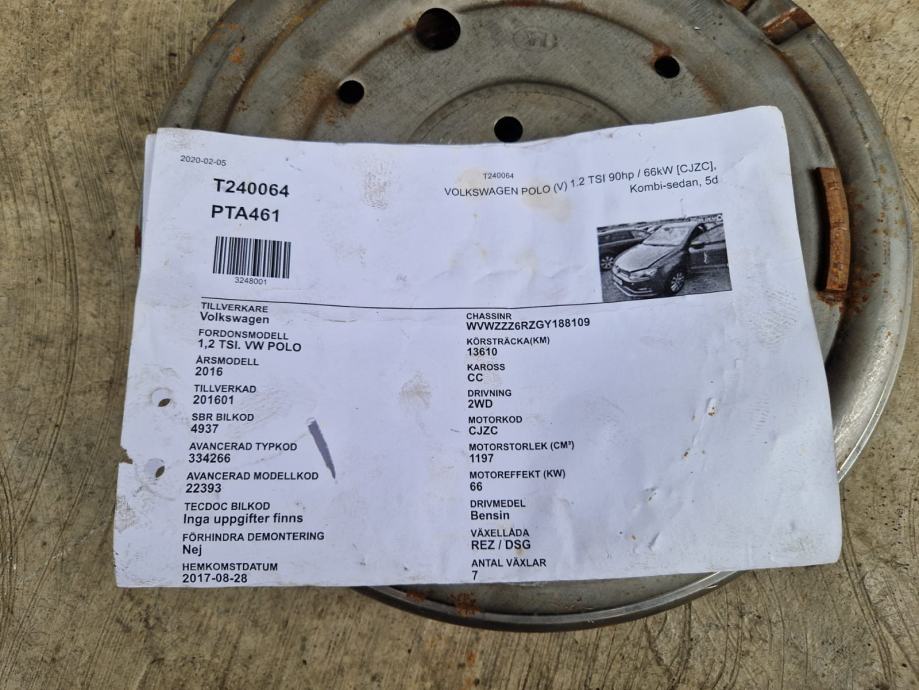 2020-02-05
T240064
PTA461
3248001
T240064
VOLKSWAGEN POLO (V) 1.2 TSI 90hp / 66kW [CJZC],
Kombi-sedan, 5d
TILLVERKARE
Volkswagen
FORDONSMODELL
1,2 TSI. VW POLO
ÅRSMODELL
2016
TILLVERKAD
201601
SBR BILKOD
4937
AVANCERAD TYPKOD
334266
AVANCERAD MODELLKOD
22393
TECDOC BILKOD
Inga uppgifter finns
FÖRHINDRA DEMONTERING
Nej
HEMKOMSTDATUM
2017-08-28
CHASSINR
WVWZZZ6RZGY188109
KÖRSTRÄCKA(KM)
13610
KAROSS
CC
DRIVNING
2WD
MOTORKOD
CJZC
MOTORSTORLEK (CM³)
1197
MOTOREFFEKT (KW)
66
DRIVMEDEL
Bensin
VÄXELLÅDA
REZ / DSG
ANTAL VÄXLAR
7